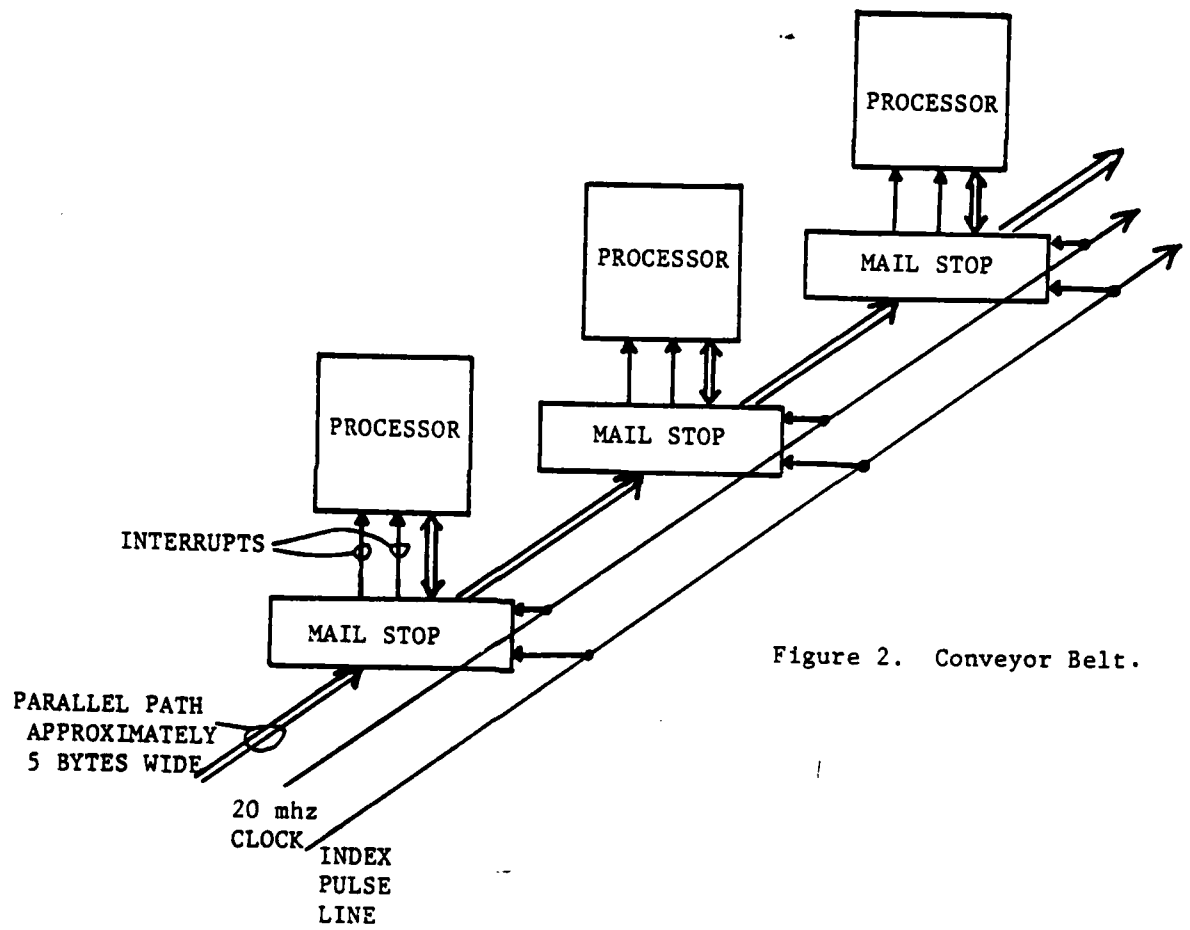 PROCESSOR
PROCESSOR
MAIL STOP
PROCESSOR
MAIL STOP
INTERRUPTS
MAIL STOP
Figure 2. Conveyor Belt.
PARALLEL PATH
APPROXIMATELY
5 BYTES WIDE
20 mhz
CLOCK
INDEX
PULSE
LINE